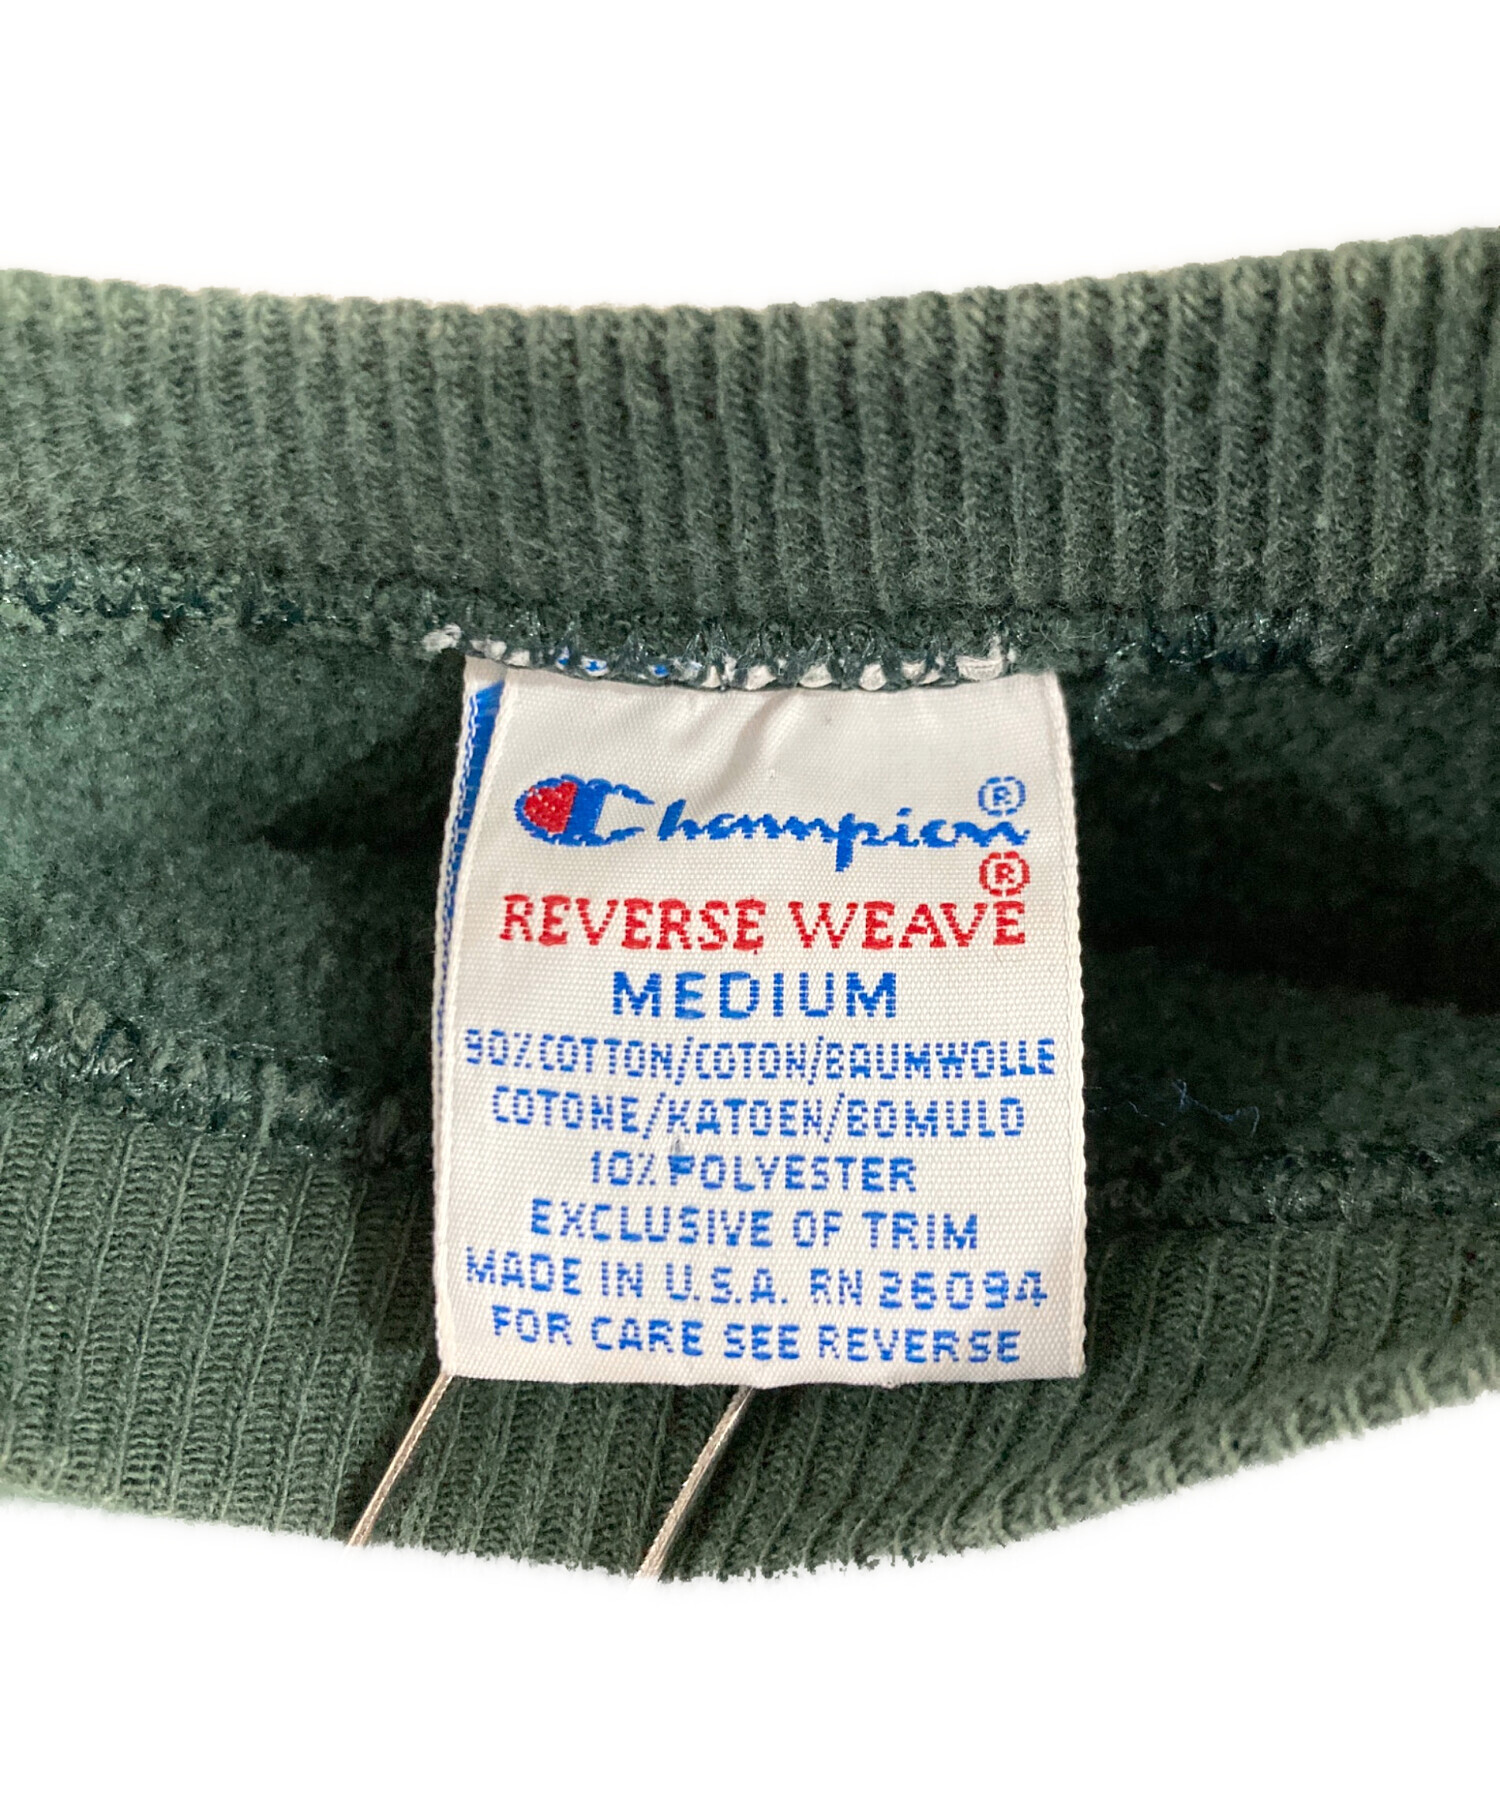 Champion®
REVERSE WEAVE®
MEDIUM
90% COTTON/COTON/BAUMWOLLE
COTONE/KATOEN/BOMULD
10% POLYESTER
EXCLUSIVE OF TRIM
MADE IN U.S.A. RN 26094
FOR CARE SEE REVERSE